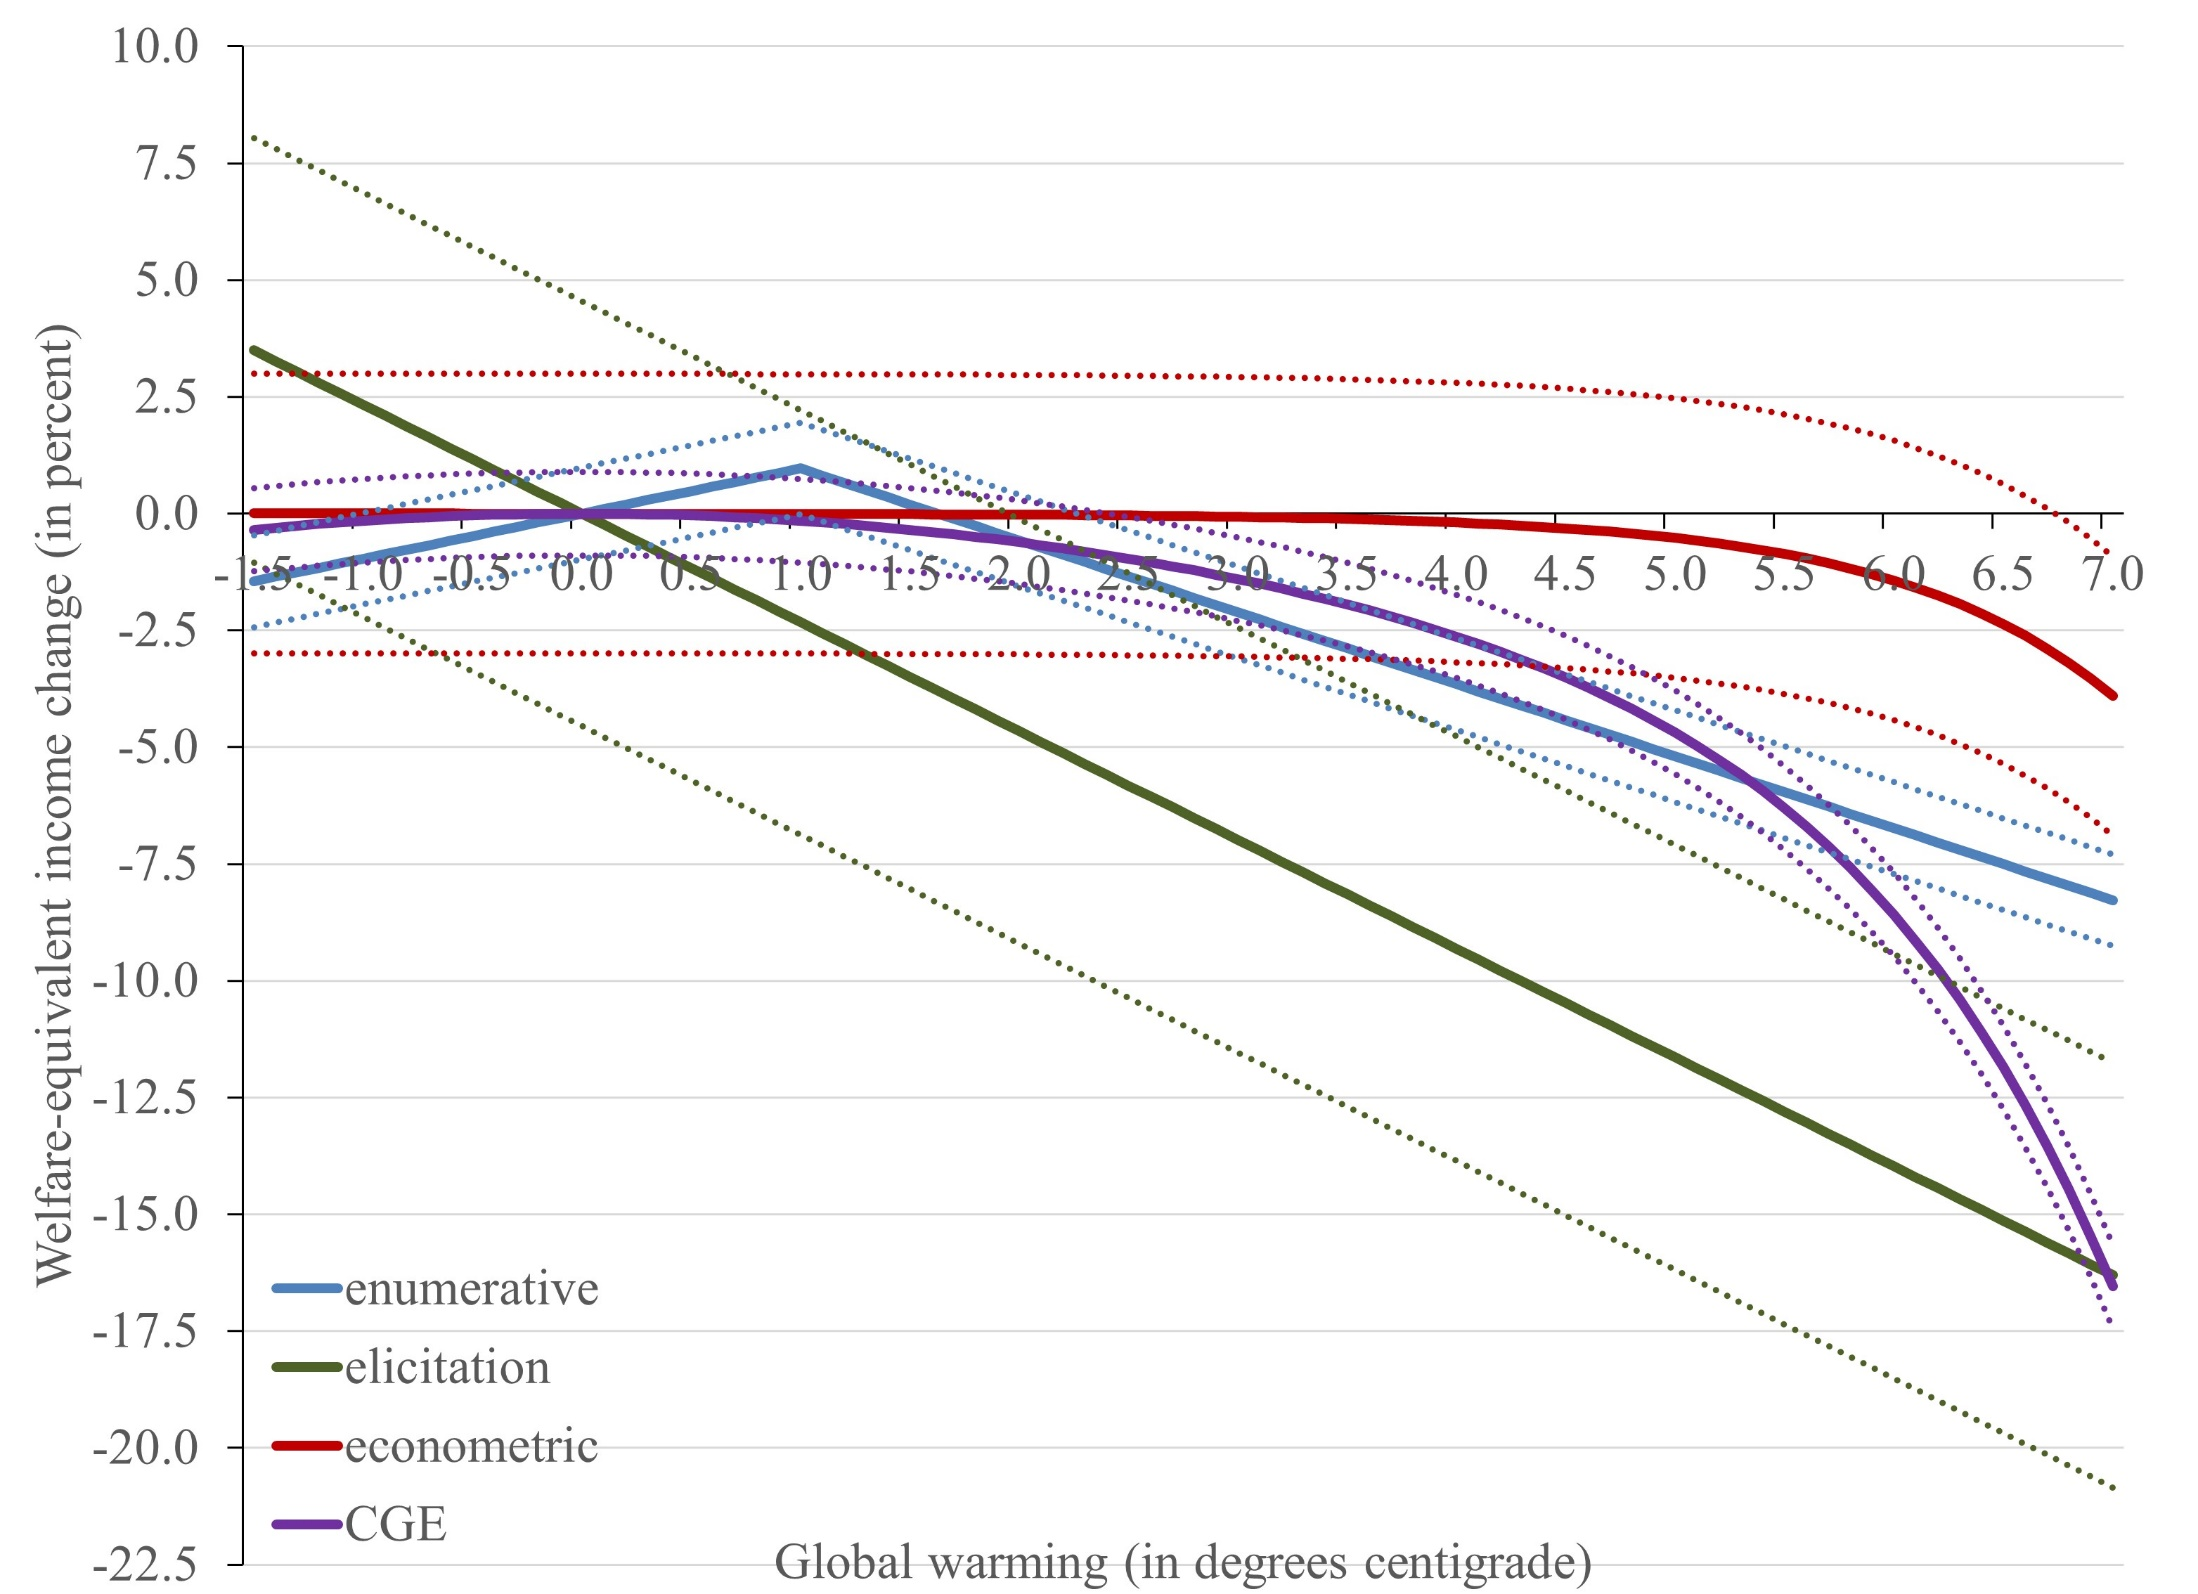 10.0
7.5
5.0
2.5
0.0
-2.5
-5.0
-7.5
-10.0
-12.5
-15.0
-17.5
-20.0
-22.5
Welfare-equivalent income change (in percent)
-1.5 -1.0 -0.5 0.0 0.5 1.0 1.5 2.0 2.5 3.0 3.5 4.0 4.5 5.0 5.5 6.0 6.5 7.0
enumerative
elicitation
econometric
CGE
Global warming (in degrees centigrade)